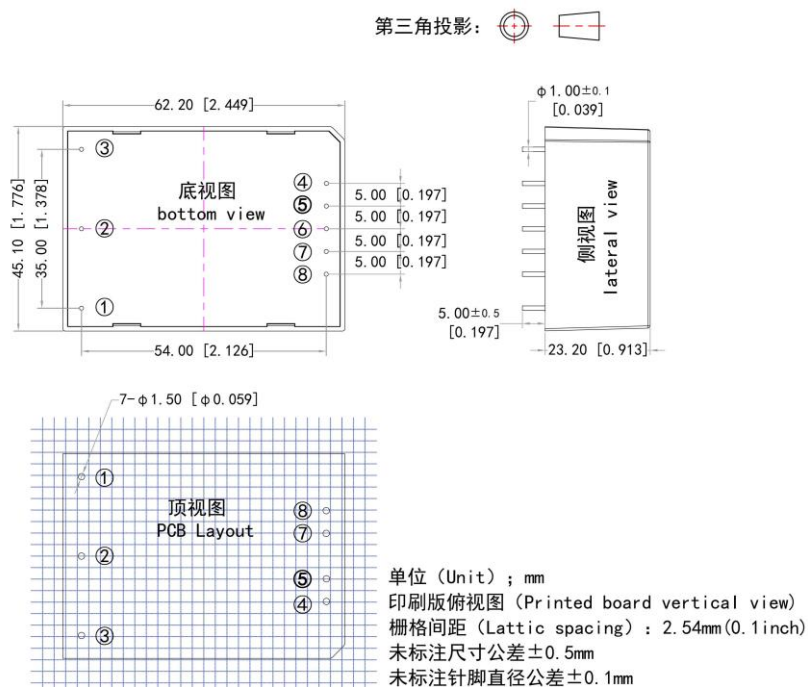 第三角投影：
62.20 [2.449]
φ1.00±0.1
[0.039]
③
底视图
bottom view
④
⑤
②
⑥
⑦
⑧
①
5.00 [0.197]
5.00 [0.197]
5.00 [0.197]
5.00 [0.197]
45.10 [1.776]
35.00 [1.378]
54.00 [2.126]
侧视图
lateral view
5.00±0.5
[0.197]
23.20 [0.913]
7-φ1.50 [φ0.059]
①
顶视图
PCB Layout
⑧
⑦
②
⑤
④
③
单位（Unit）；mm
印刷版俯视图（Printed board vertical view）
栅格间距（Lattic spacing）：2.54mm(0.1inch)
未标注尺寸公差±0.5mm
未标注针脚直径公差±0.1mm